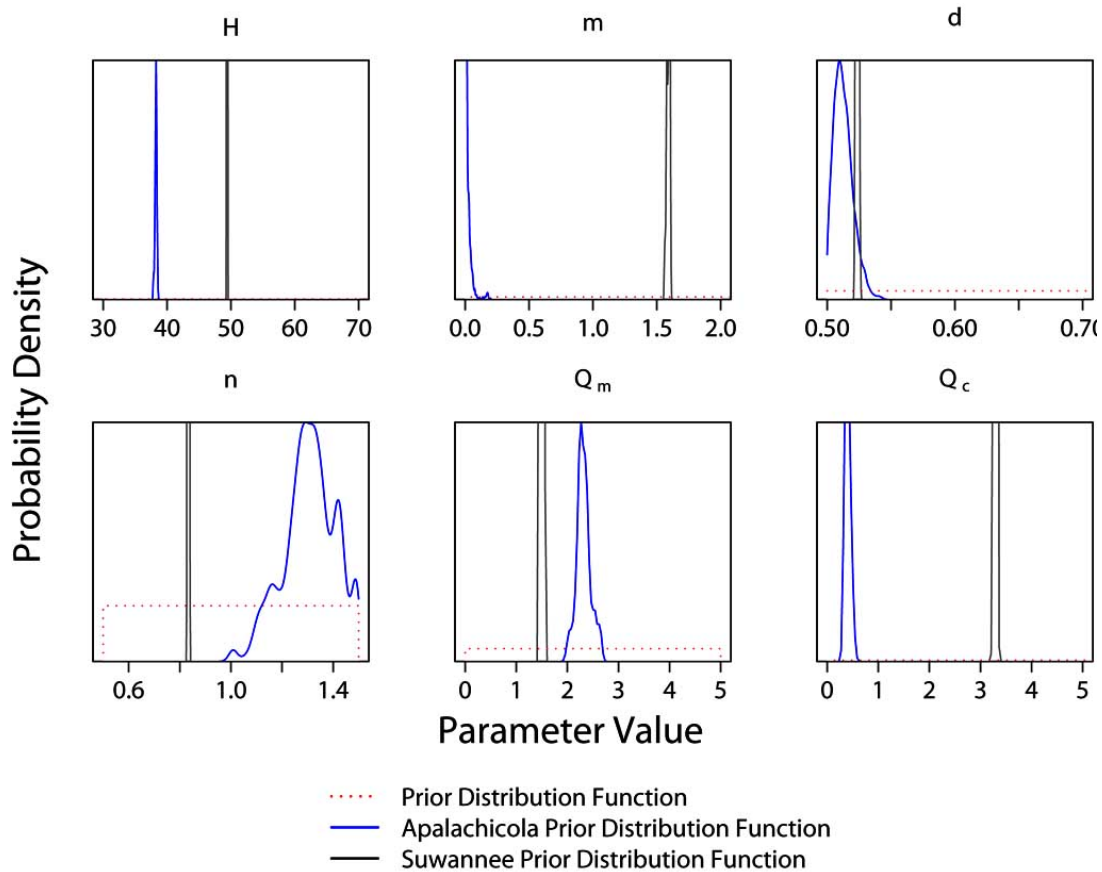 H m d
Probability Density
30 40 50 60 70
0.0 0.5 1.0 1.5 2.0
0.50 0.60 0.70
n Qm Qc
0.6 1.0 1.4
0 1 2 3 4 5
0 1 2 3 4 5
Parameter Value
Prior Distribution Function
Apalachicola Prior Distribution Function
Suwannee Prior Distribution Function